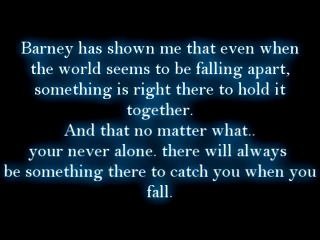 Barney has shown me that even when
the world seems to be falling apart,
something is right there to hold it
together.
And that no matter what..
your never alone. there will always
be something there to catch you when you
fall.